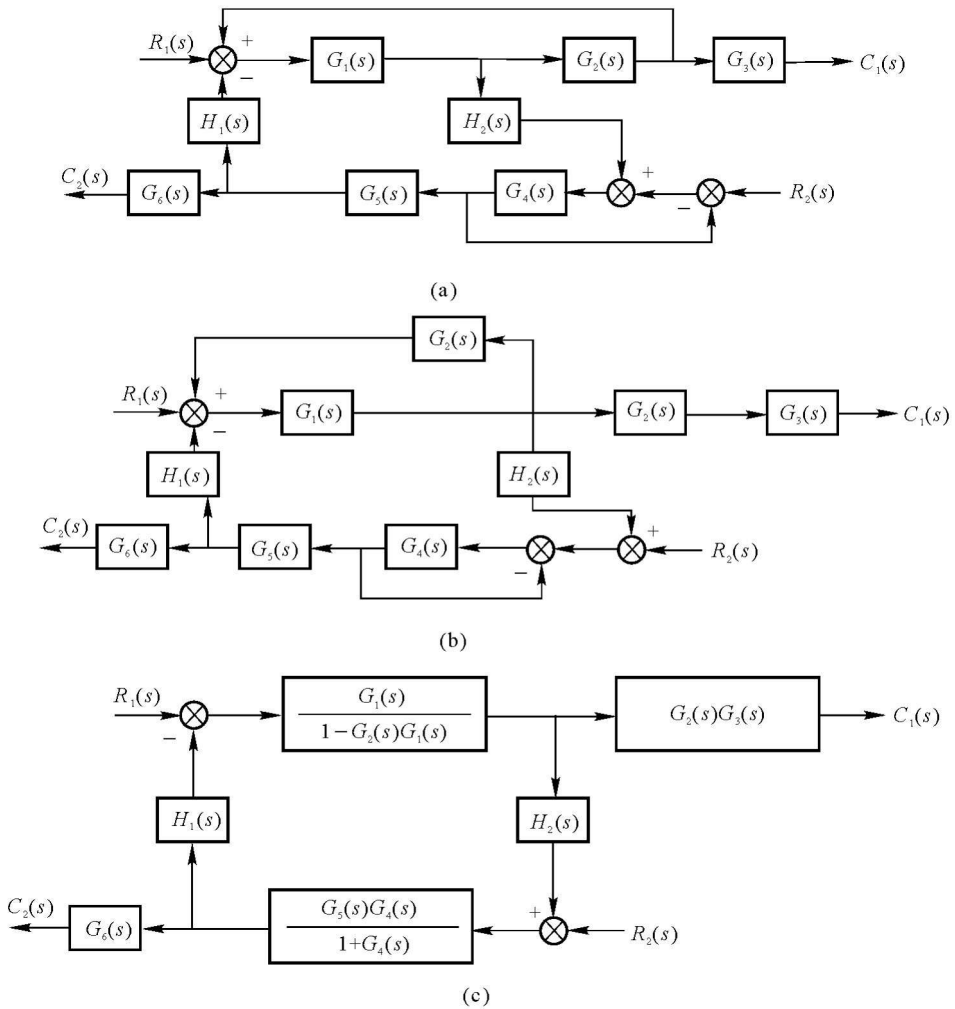 R₁(s) + G₁(s) G₂(s) G₃(s) C₁(s)
−
H₁(s) H₂(s)
C₂(s) G₆(s) G₅(s) G₄(s) + − R₂(s)
(a)
G₂(s)
R₁(s) + G₁(s) G₂(s) G₃(s) C₁(s)
−
H₁(s) H₂(s)
C₂(s) G₆(s) G₅(s) G₄(s) − + R₂(s)
(b)
R₁(s) − G₁(s) / 1−G₂(s)G₁(s) G₂(s)G₃(s) C₁(s)
H₁(s) H₂(s)
C₂(s) G₆(s) G₅(s)G₄(s) / 1+G₄(s) + R₂(s)
(c)